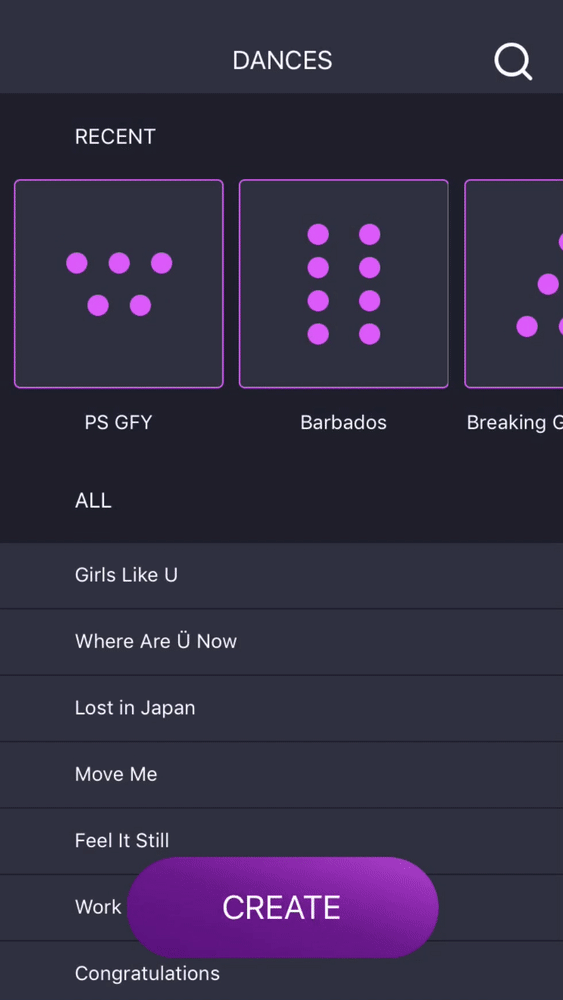 DANCES
RECENT
PS GFY
Barbados
Breaking
ALL
Girls Like U
Where Are Ü Now
Lost in Japan
Move Me
Feel It Still
Work
CREATE
Congratulations